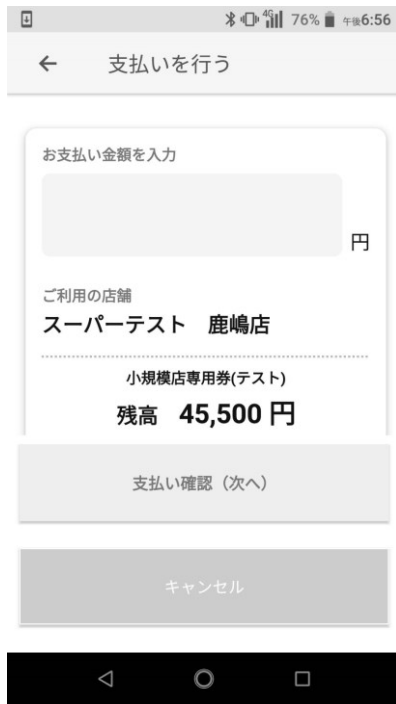 4G 76% 午後6:56
支払いを行う
お支払い金額を入力
円
ご利用の店舗
スーパーテスト 鹿嶋店
小規模店専用券(テスト)
残高 45,500 円
支払い確認（次へ）
キャンセル